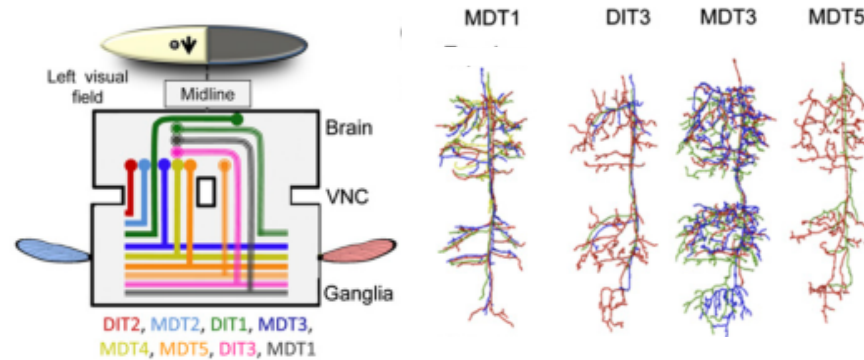 Left visual
field
Midline
Brain
VNC
Ganglia
DIT2, MDT2, DIT1, MDT3,
MDT4, MDT5, DIT3, MDT1
MDT1 DIT3 MDT3 MDT5